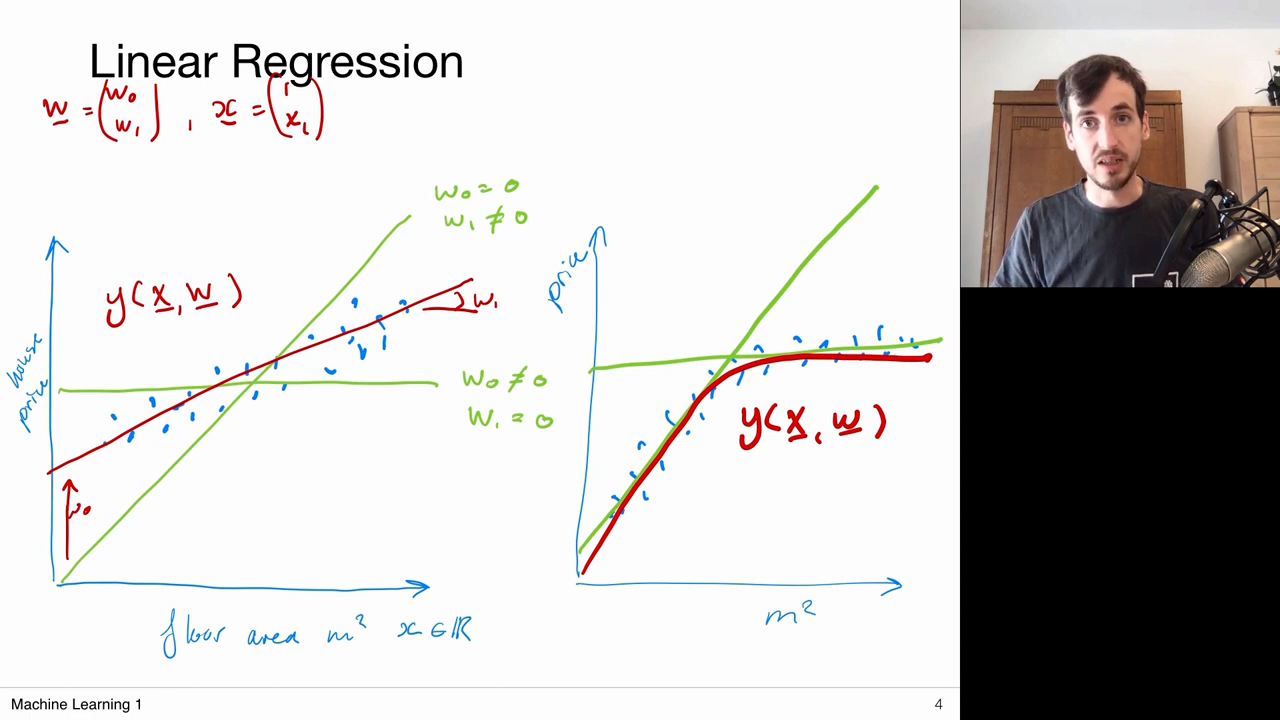 Linear Regression
w = (w₀ w₁) , x = (1 x₁)
w₀ = 0
w₁ ≠ 0
y(x, w)
w₁
house
price
w₀ ≠ 0
w₁ = 0
w₀
floor area m² x ∈ ℝ
price
y(x, w)
m²
Machine Learning 1
4